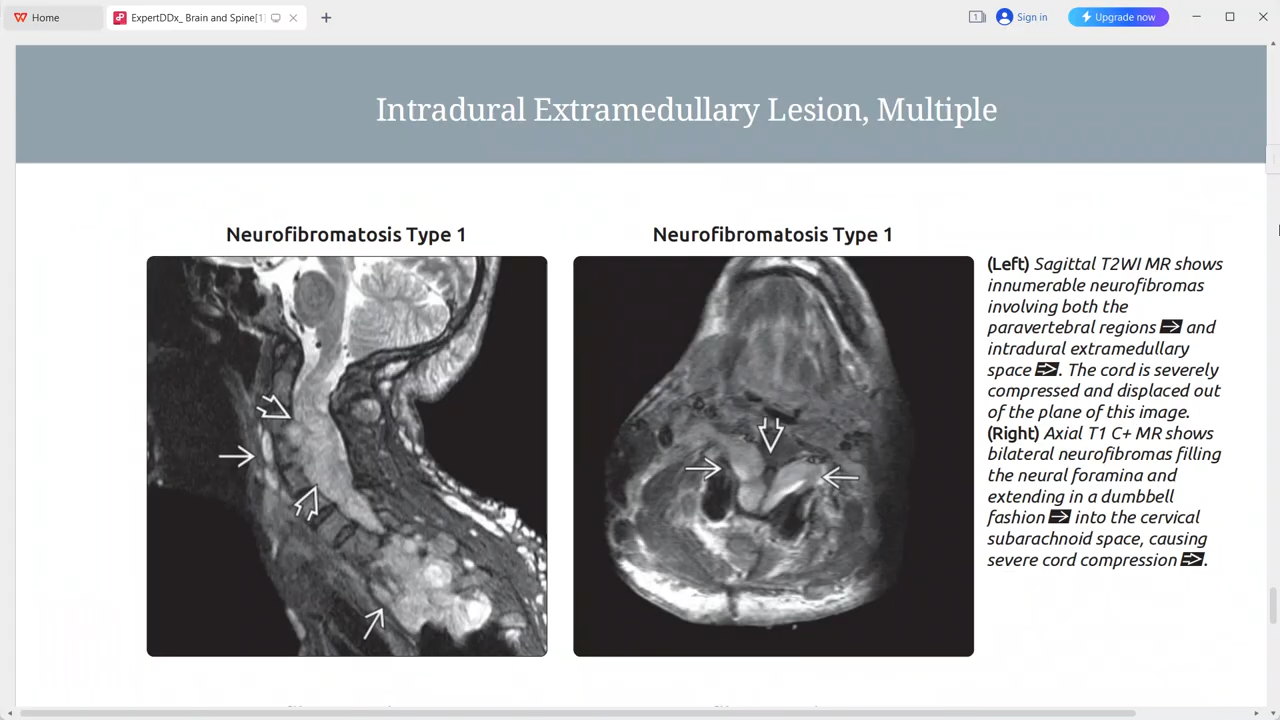 Home
ExpertDDx_ Brain and Spine[1]
Sign in
Upgrade now
Intradural Extramedullary Lesion, Multiple
Neurofibromatosis Type 1
Neurofibromatosis Type 1
(Left) Sagittal T2WI MR shows
innumerable neurofibromas
involving both the
paravertebral regions and
intradural extramedullary
space. The cord is severely
compressed and displaced out
of the plane of this image.
(Right) Axial T1 C+ MR shows
bilateral neurofibromas filling
the neural foramina and
extending in a dumbbell
fashion into the cervical
subarachnoid space, causing
severe cord compression.